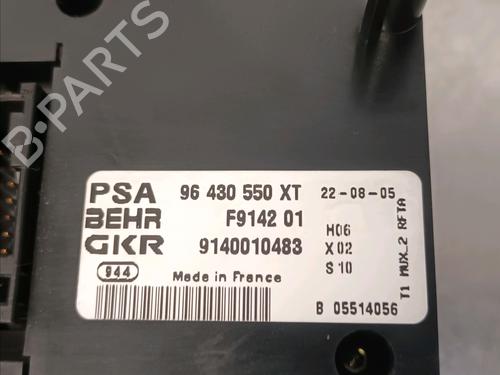 PSA 96 430 550 XT 22-08-05
BEHR F9142 01
GKR 9140010483
H06
X02
S 10
944
Made in France
B 05514056
T1 MUX_2 RFTA
B-PARTS